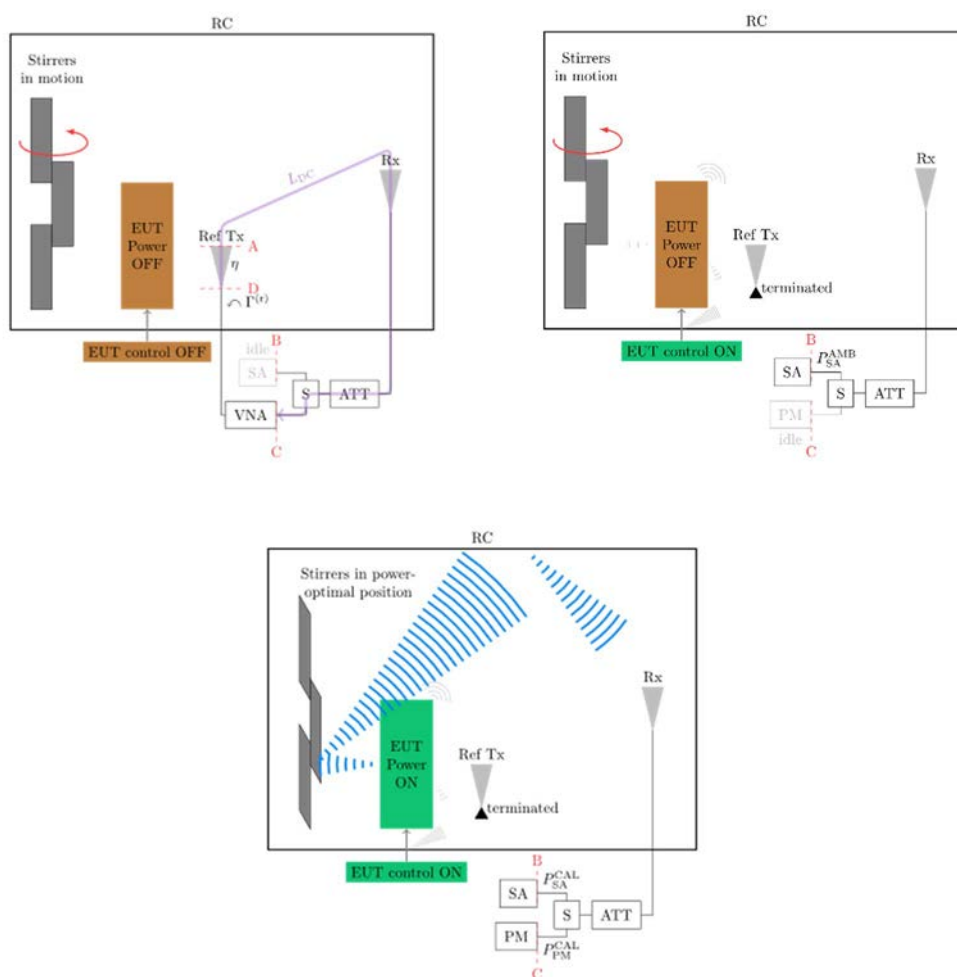 RC
Stirrers
in motion
L_DC
Rx
EUT
Power
OFF
Ref Tx
A
η
D
Γ^(r)
EUT control OFF
B
idle
SA
S
ATT
VNA
C
RC
Stirrers
in motion
Rx
EUT
Power
OFF
Ref Tx
terminated
EUT control ON
B
SA
P_SA^AMB
S
ATT
PM
idle
C
RC
Stirrers in power-
optimal position
Rx
EUT
Power
ON
Ref Tx
terminated
EUT control ON
B
SA
P_SA^CAL
S
ATT
PM
P_PM^CAL
C